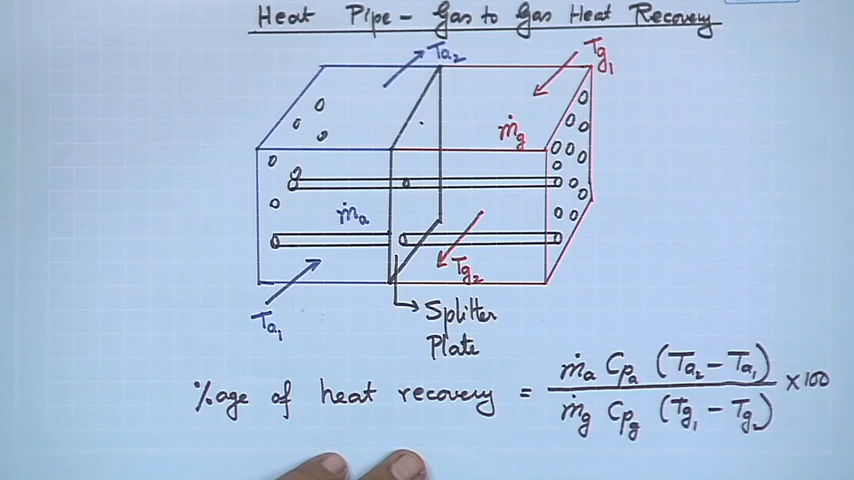 Heat Pipe - Gas to Gas Heat Recovery
Ta2
Tg1
ṁg
ṁa
Tg2
Ta1
Splitter
Plate
%age of heat recovery = ṁa Cpa (Ta2 - Ta1) / ṁg Cpg (Tg1 - Tg2) × 100